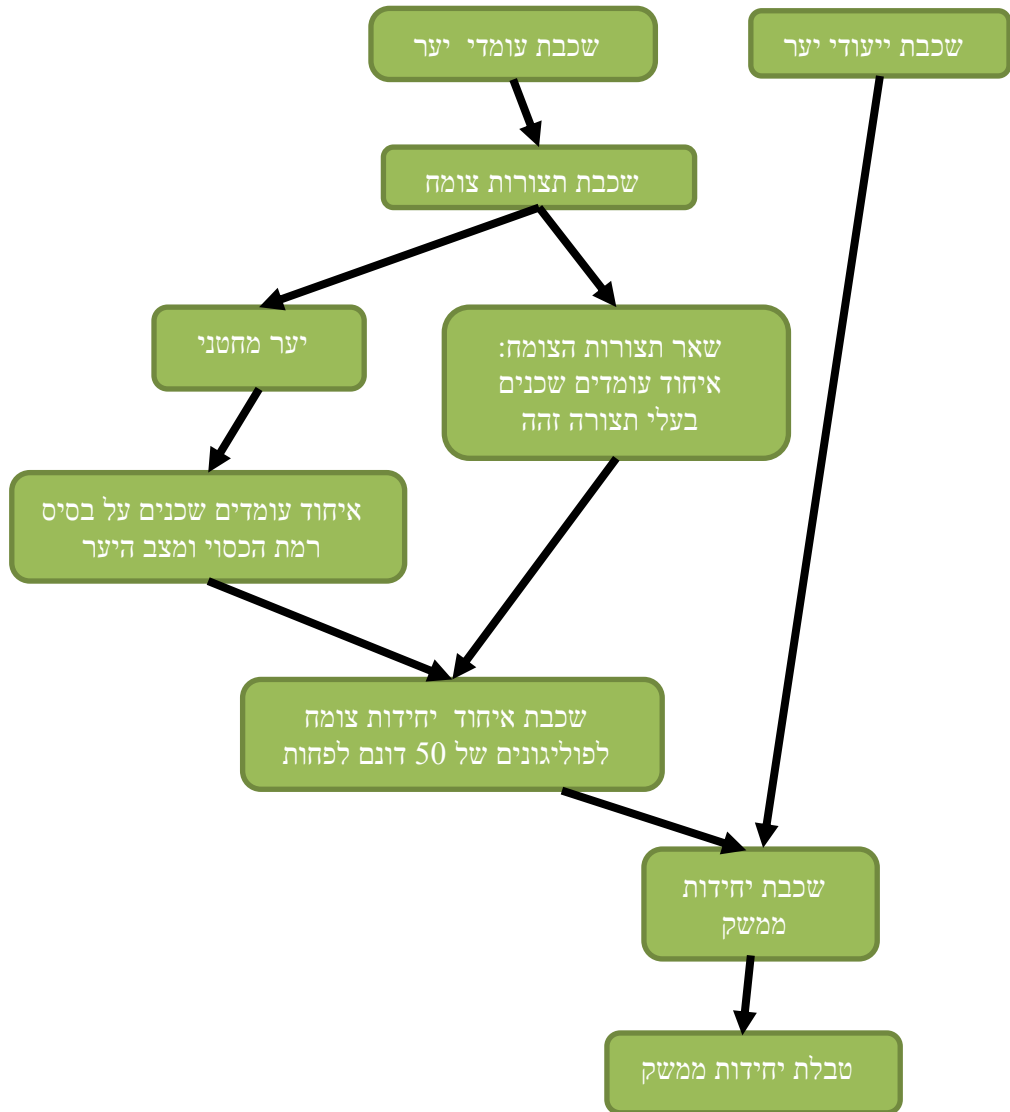 שכבת ייעודי יער
שכבת עומדי יער
שכבת תצורות צומח
שאר תצורות הצומח:
איחוד עומדים שכנים
בעלי תצורה זהה
יער מחטני
איחוד עומדים שכנים על בסיס
רמת הכסוי ומצב היער
שכבת איחוד יחידות צומח
לפוליגונים של 50 דונם לפחות
שכבת יחידות
ממשק
טבלת יחידות ממשק